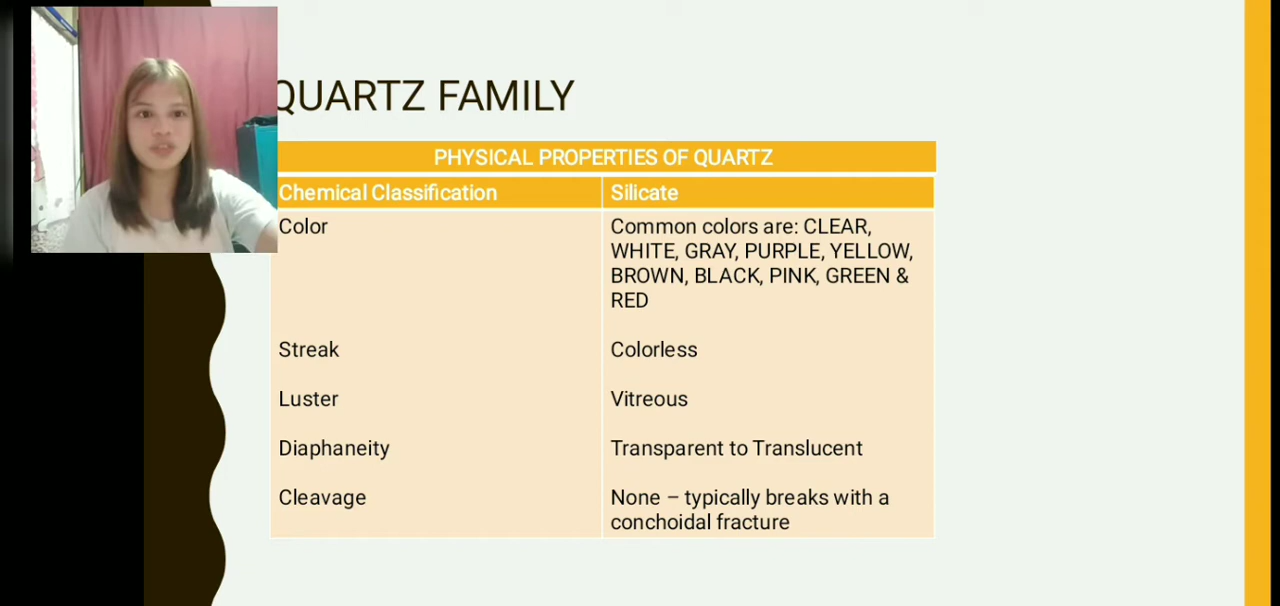 QUARTZ FAMILY
PHYSICAL PROPERTIES OF QUARTZ
Chemical Classification
Silicate
Color
Common colors are: CLEAR,
WHITE, GRAY, PURPLE, YELLOW,
BROWN, BLACK, PINK, GREEN &
RED
Streak
Colorless
Luster
Vitreous
Diaphaneity
Transparent to Translucent
Cleavage
None – typically breaks with a
conchoidal fracture